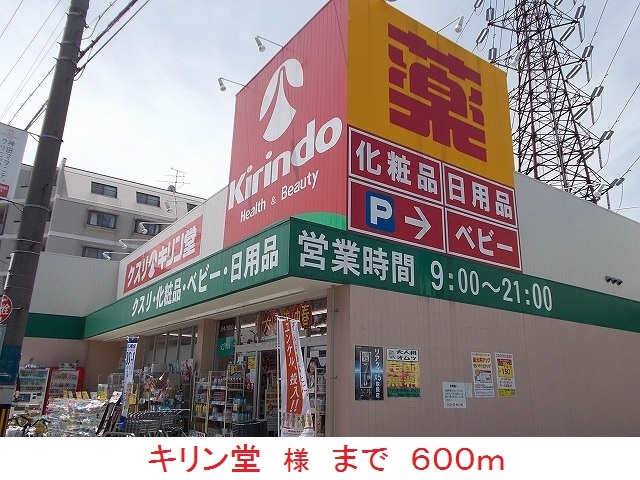 薬
Kirindo
Health & Beauty
化粧品
日用品
P→
ベビー
クスリ キリン堂
クスリ・化粧品・ベビー・日用品
営業時間 9:00〜21:00
キリン堂 様 まで 600m